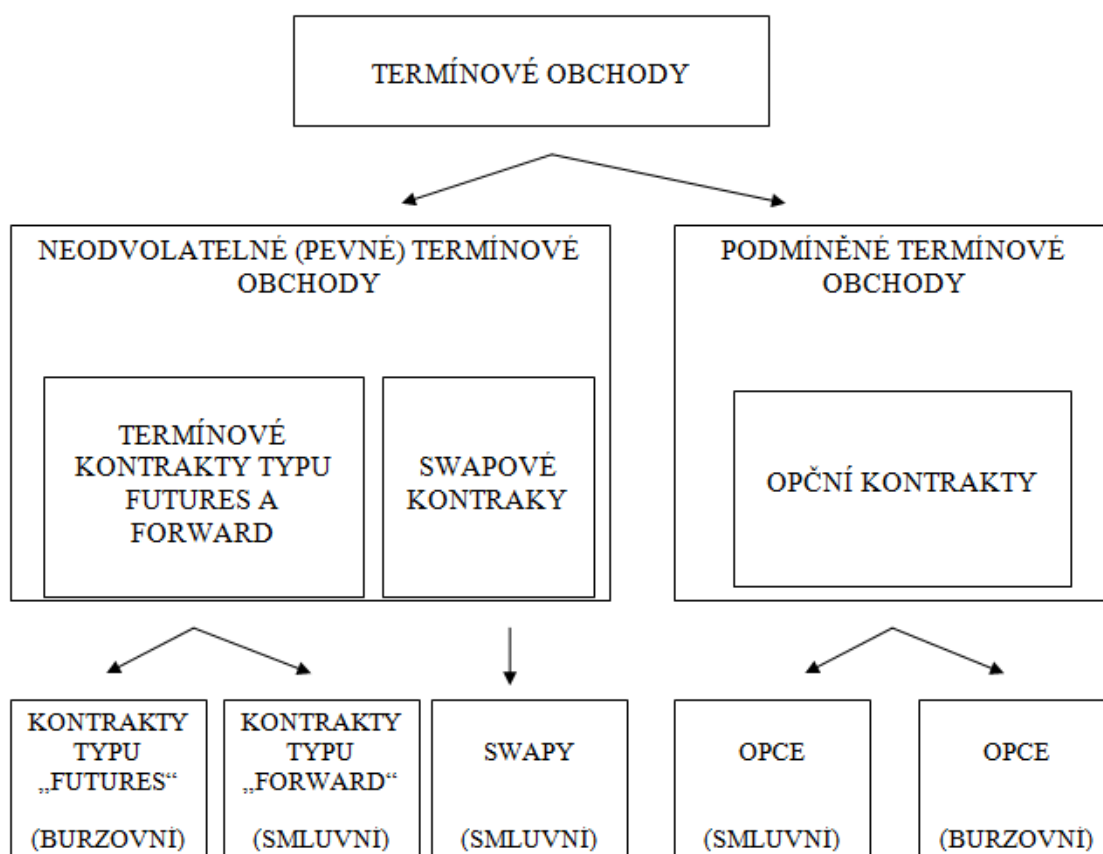 TERMÍNOVÉ OBCHODY
NEODVOLATELNÉ (PEVNÉ) TERMÍNOVÉ
OBCHODY
PODMÍNĚNÉ TERMÍNOVÉ
OBCHODY
TERMÍNOVÉ
KONTRAKTY TYPU
FUTURES A
FORWARD
SWAPOVÉ
KONTRAKY
OPČNÍ KONTRAKTY
KONTRAKTY
TYPU
„FUTURES“
(BURZOVNÍ)
KONTRAKTY
TYPU
„FORWARD“
(SMLUVNÍ)
SWAPY
(SMLUVNÍ)
OPCE
(SMLUVNÍ)
OPCE
(BURZOVNÍ)